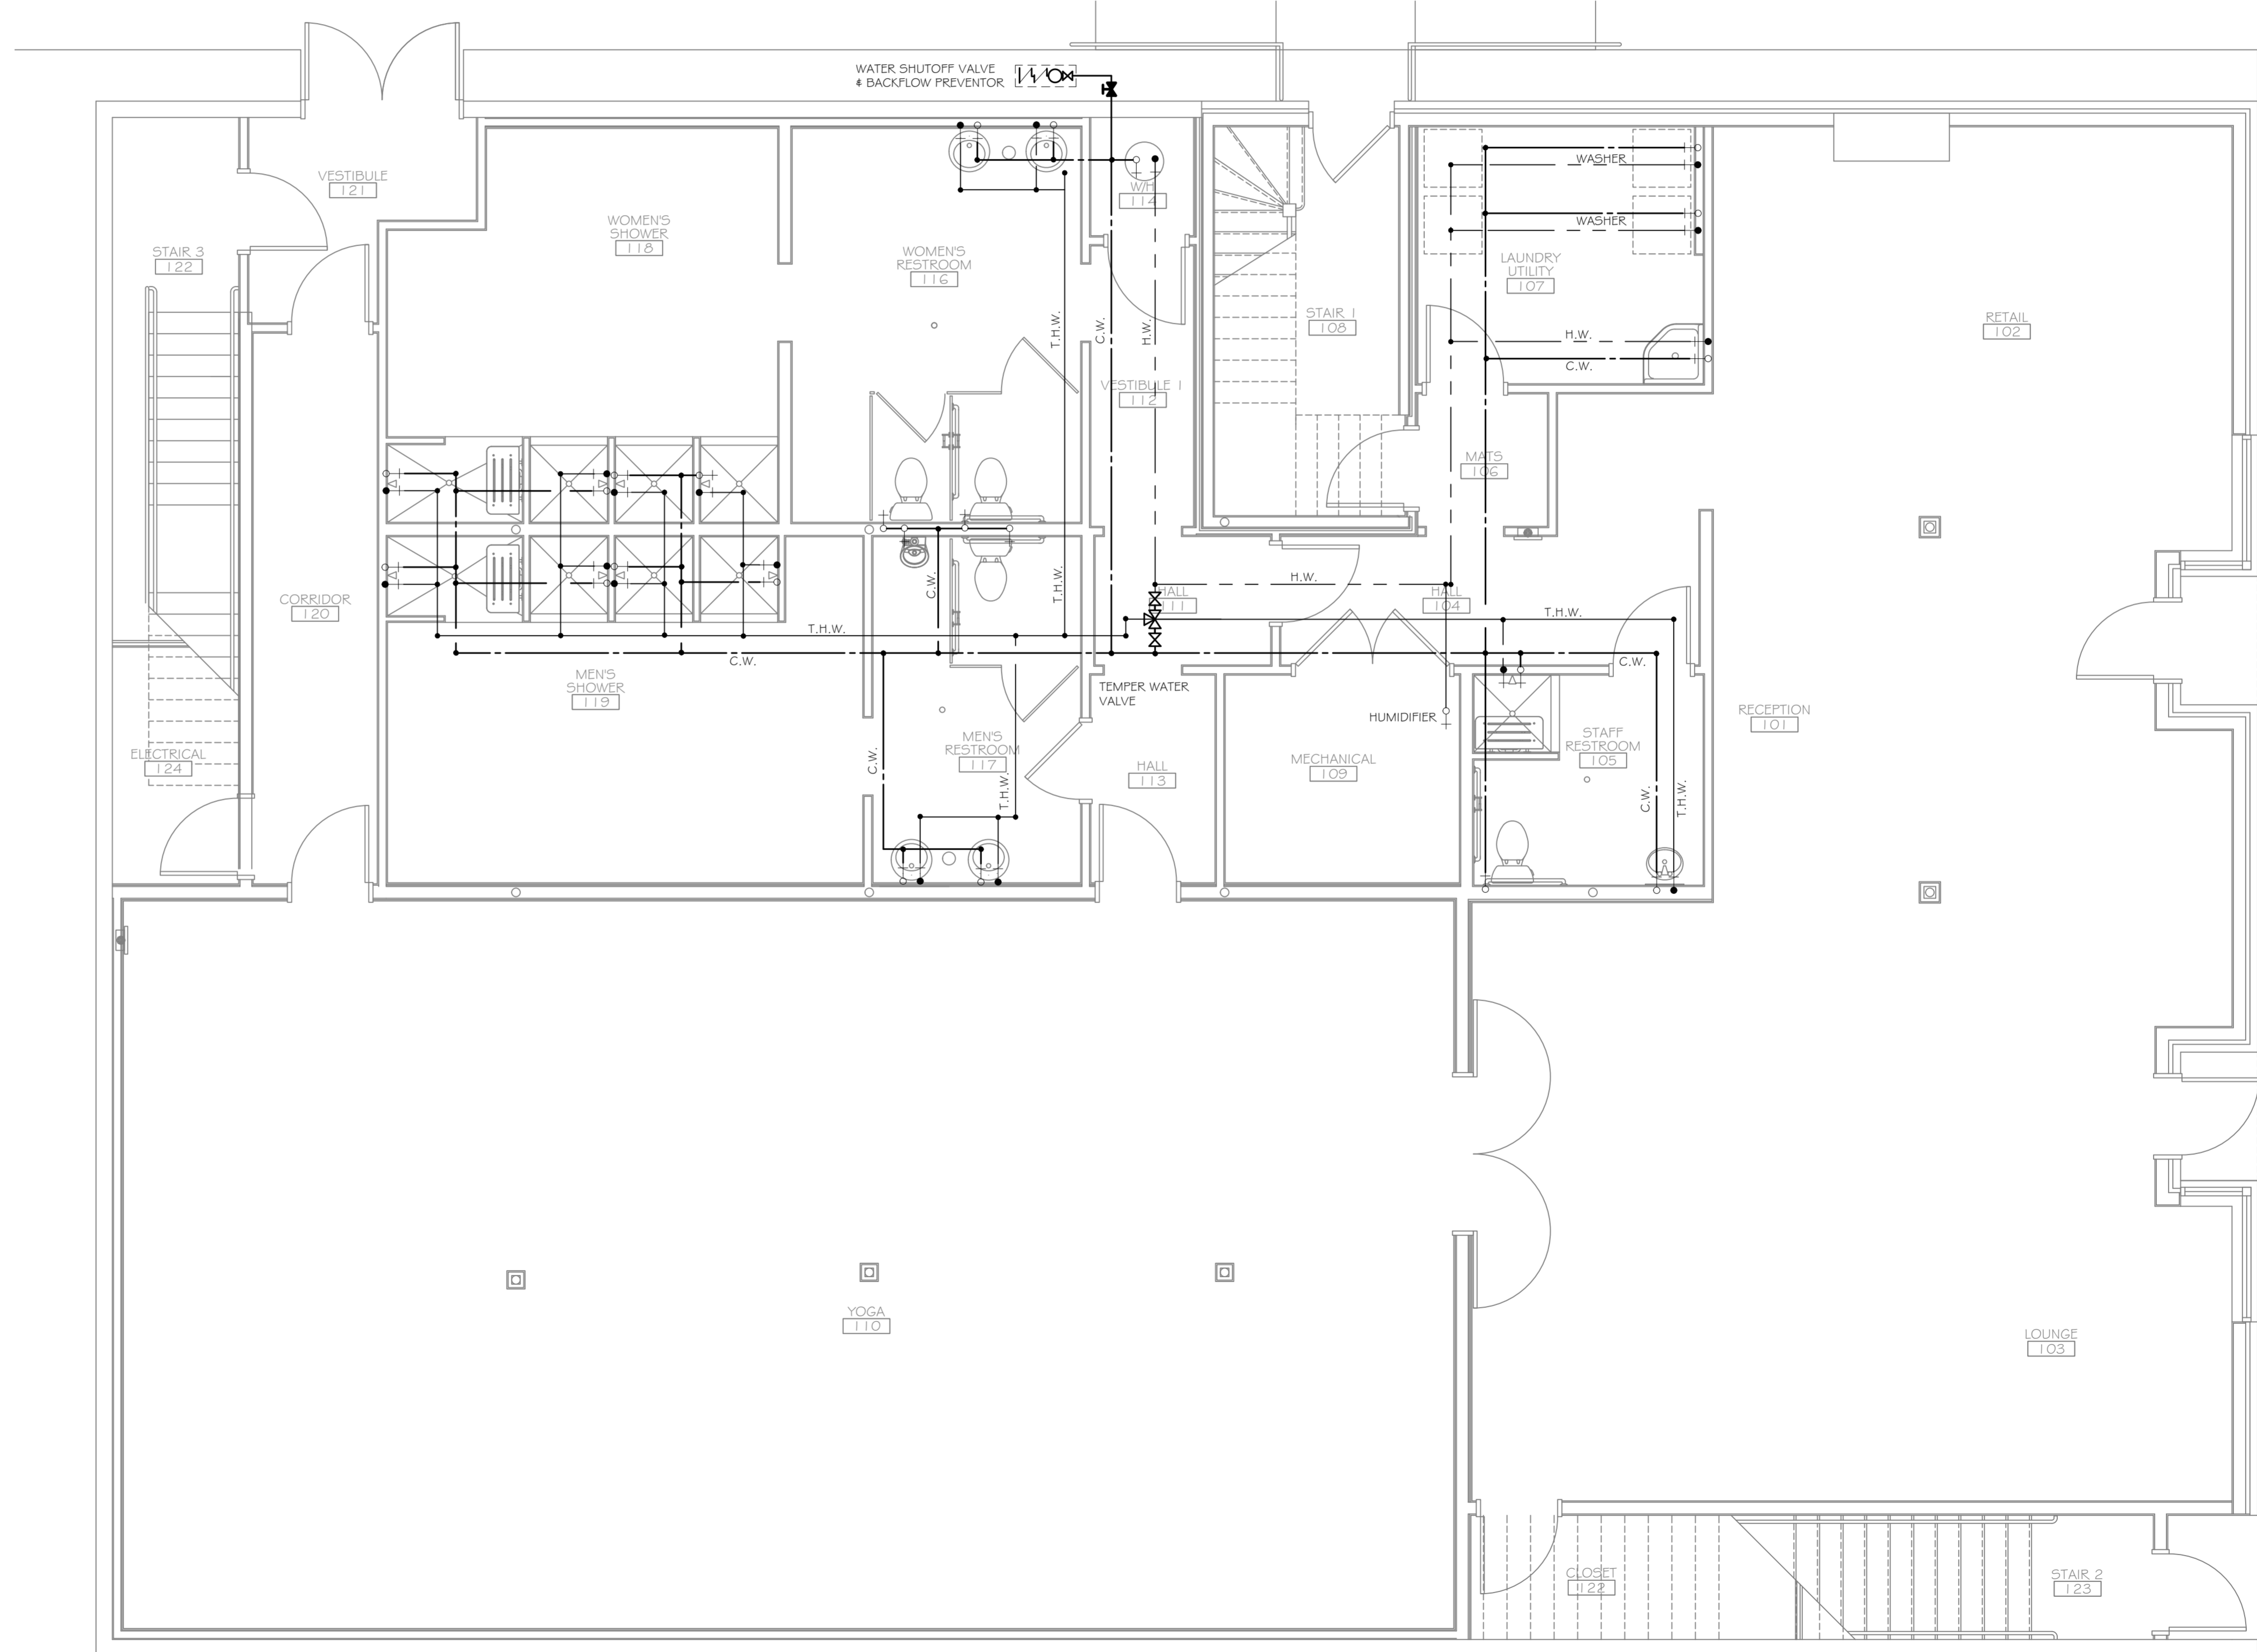 WATER SHUTOFF VALVE
& BACKFLOW PREVENTOR
VESTIBULE
121
STAIR 3
122
WOMEN'S
SHOWER
118
WOMEN'S
RESTROOM
116
W/H
114
T.H.W.
C.W.
H.W.
VESTIBULE 1
112
STAIR 1
108
WASHER
WASHER
LAUNDRY
UTILITY
107
H.W.
C.W.
RETAIL
102
MATS
106
CORRIDOR
120
C.W.
T.H.W.
H.W.
HALL
111
HALL
104
T.H.W.
T.H.W.
C.W.
C.W.
MEN'S
SHOWER
119
TEMPER WATER
VALVE
HUMIDIFIER
RECEPTION
101
ELECTRICAL
124
C.W.
MEN'S
RESTROOM
117
T.H.W.
HALL
113
MECHANICAL
109
STAFF
RESTROOM
105
C.W.
T.H.W.
YOGA
110
LOUNGE
103
CLOSET
122
STAIR 2
123